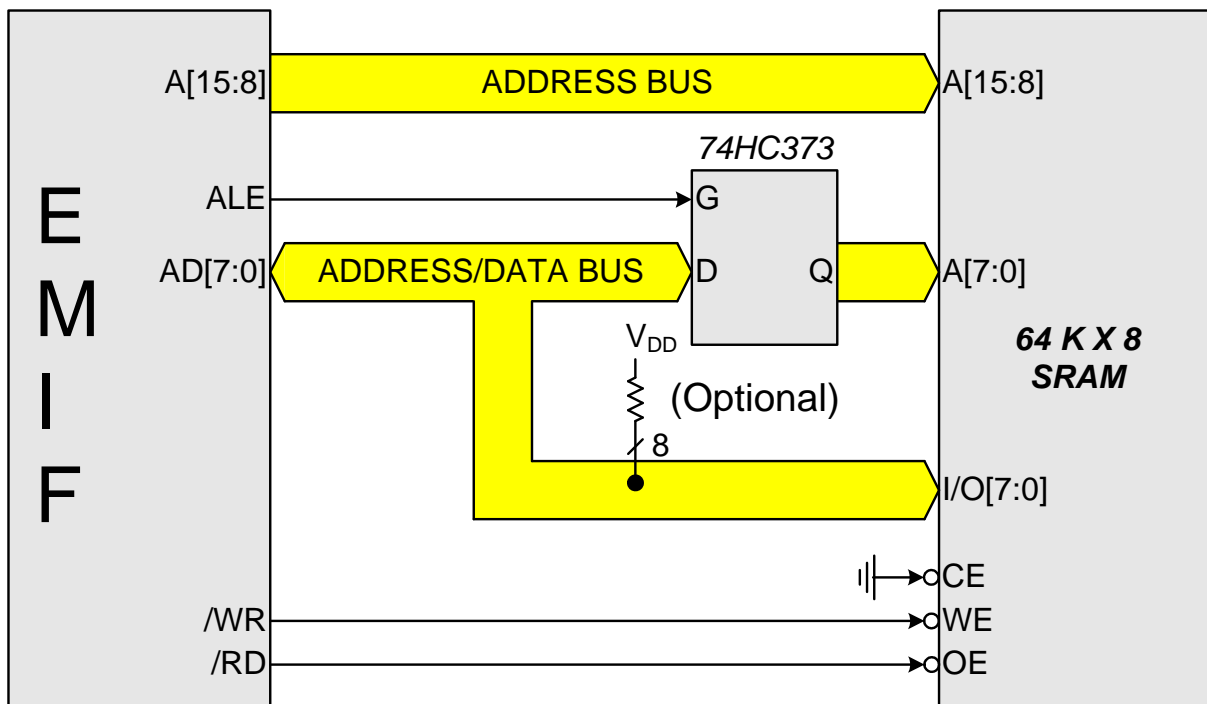 A[15:8]
ADDRESS BUS
A[15:8]
74HC373
ALE
G
E
M
I
F
AD[7:0]
ADDRESS/DATA BUS
D
Q
A[7:0]
VDD
(Optional)
8
64 K X 8
SRAM
I/O[7:0]
CE
/WR
WE
/RD
OE